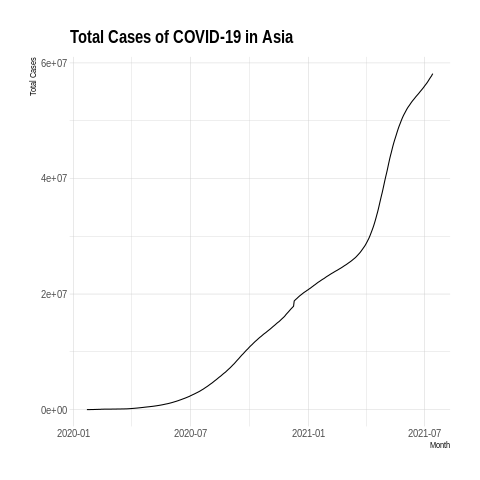 Total Cases of COVID-19 in Asia
Total Cases
6e+07
4e+07
2e+07
0e+00
2020-01 2020-07 2021-01 2021-07
Month